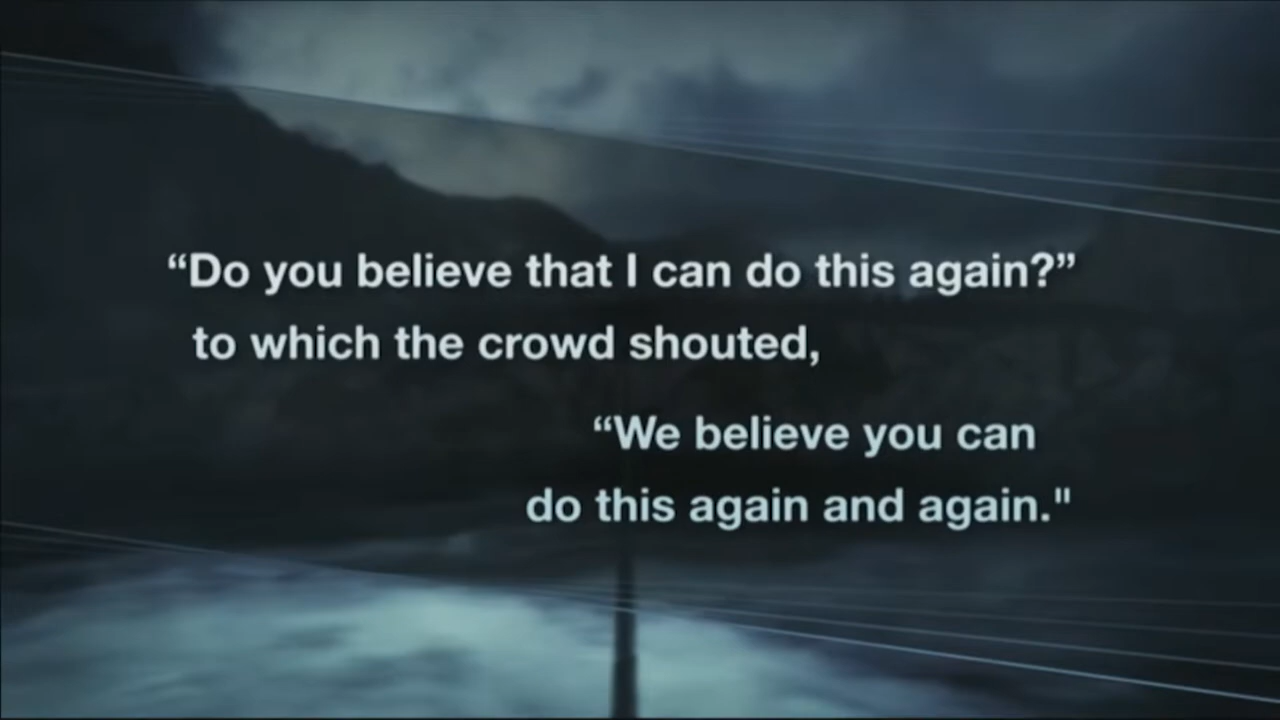 “Do you believe that I can do this again?”
to which the crowd shouted,
“We believe you can
do this again and again."